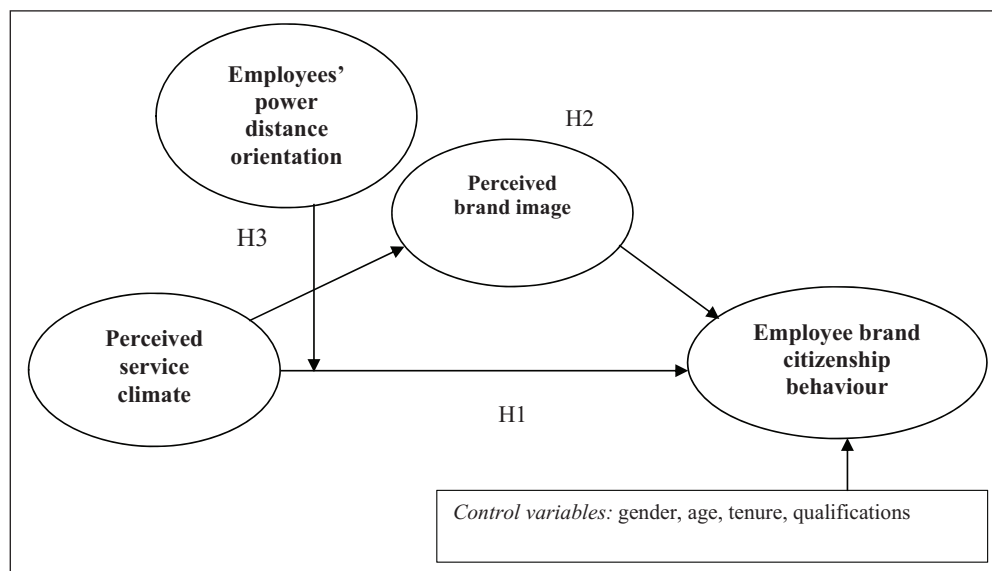 Employees'
power
distance
orientation
H2
Perceived
brand image
H3
Perceived
service
climate
Employee brand
citizenship
behaviour
H1
Control variables: gender, age, tenure, qualifications